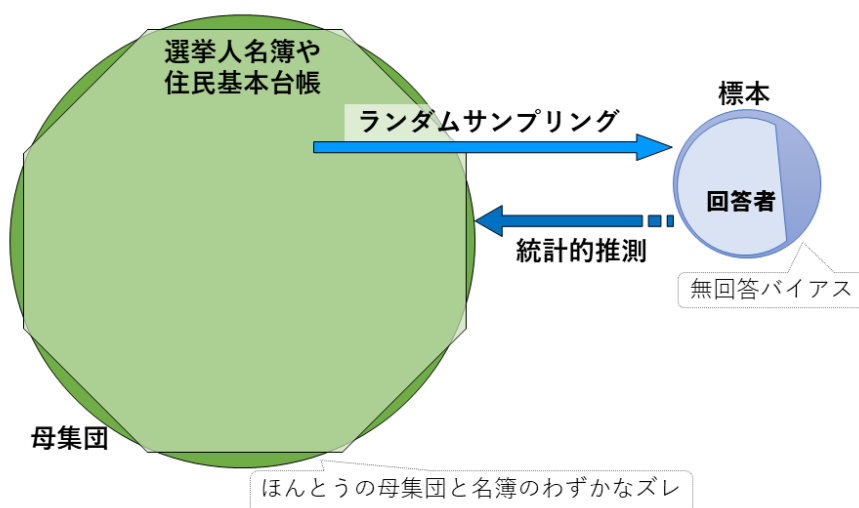 選挙人名簿や
住民基本台帳
ランダムサンプリング
標本
回答者
統計的推測
無回答バイアス
母集団
ほんとうの母集団と名簿のわずかなズレ